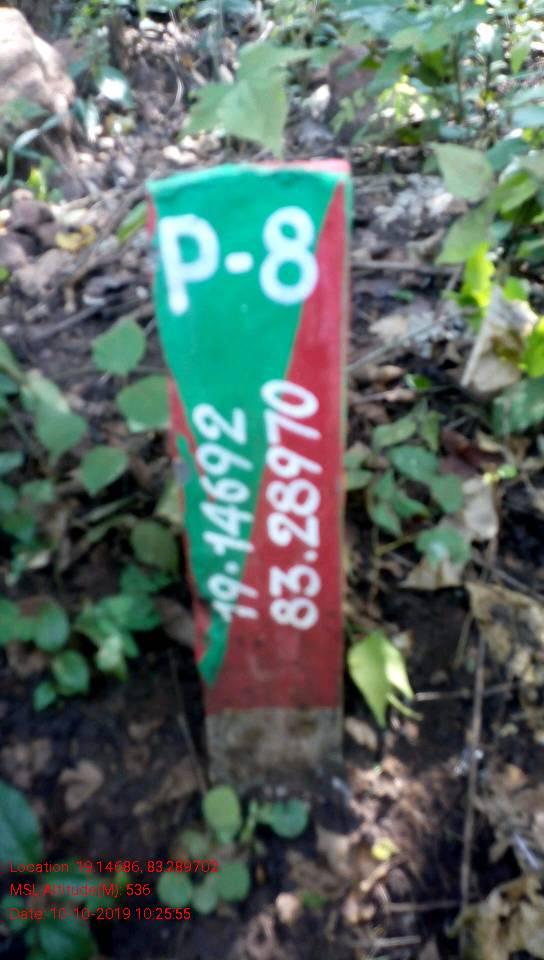 P-8
19.14692
83.28970
Location: 19.14686, 83.289702
MSL Altitude(M): 536
Date: 10-10-2019 10:25:55